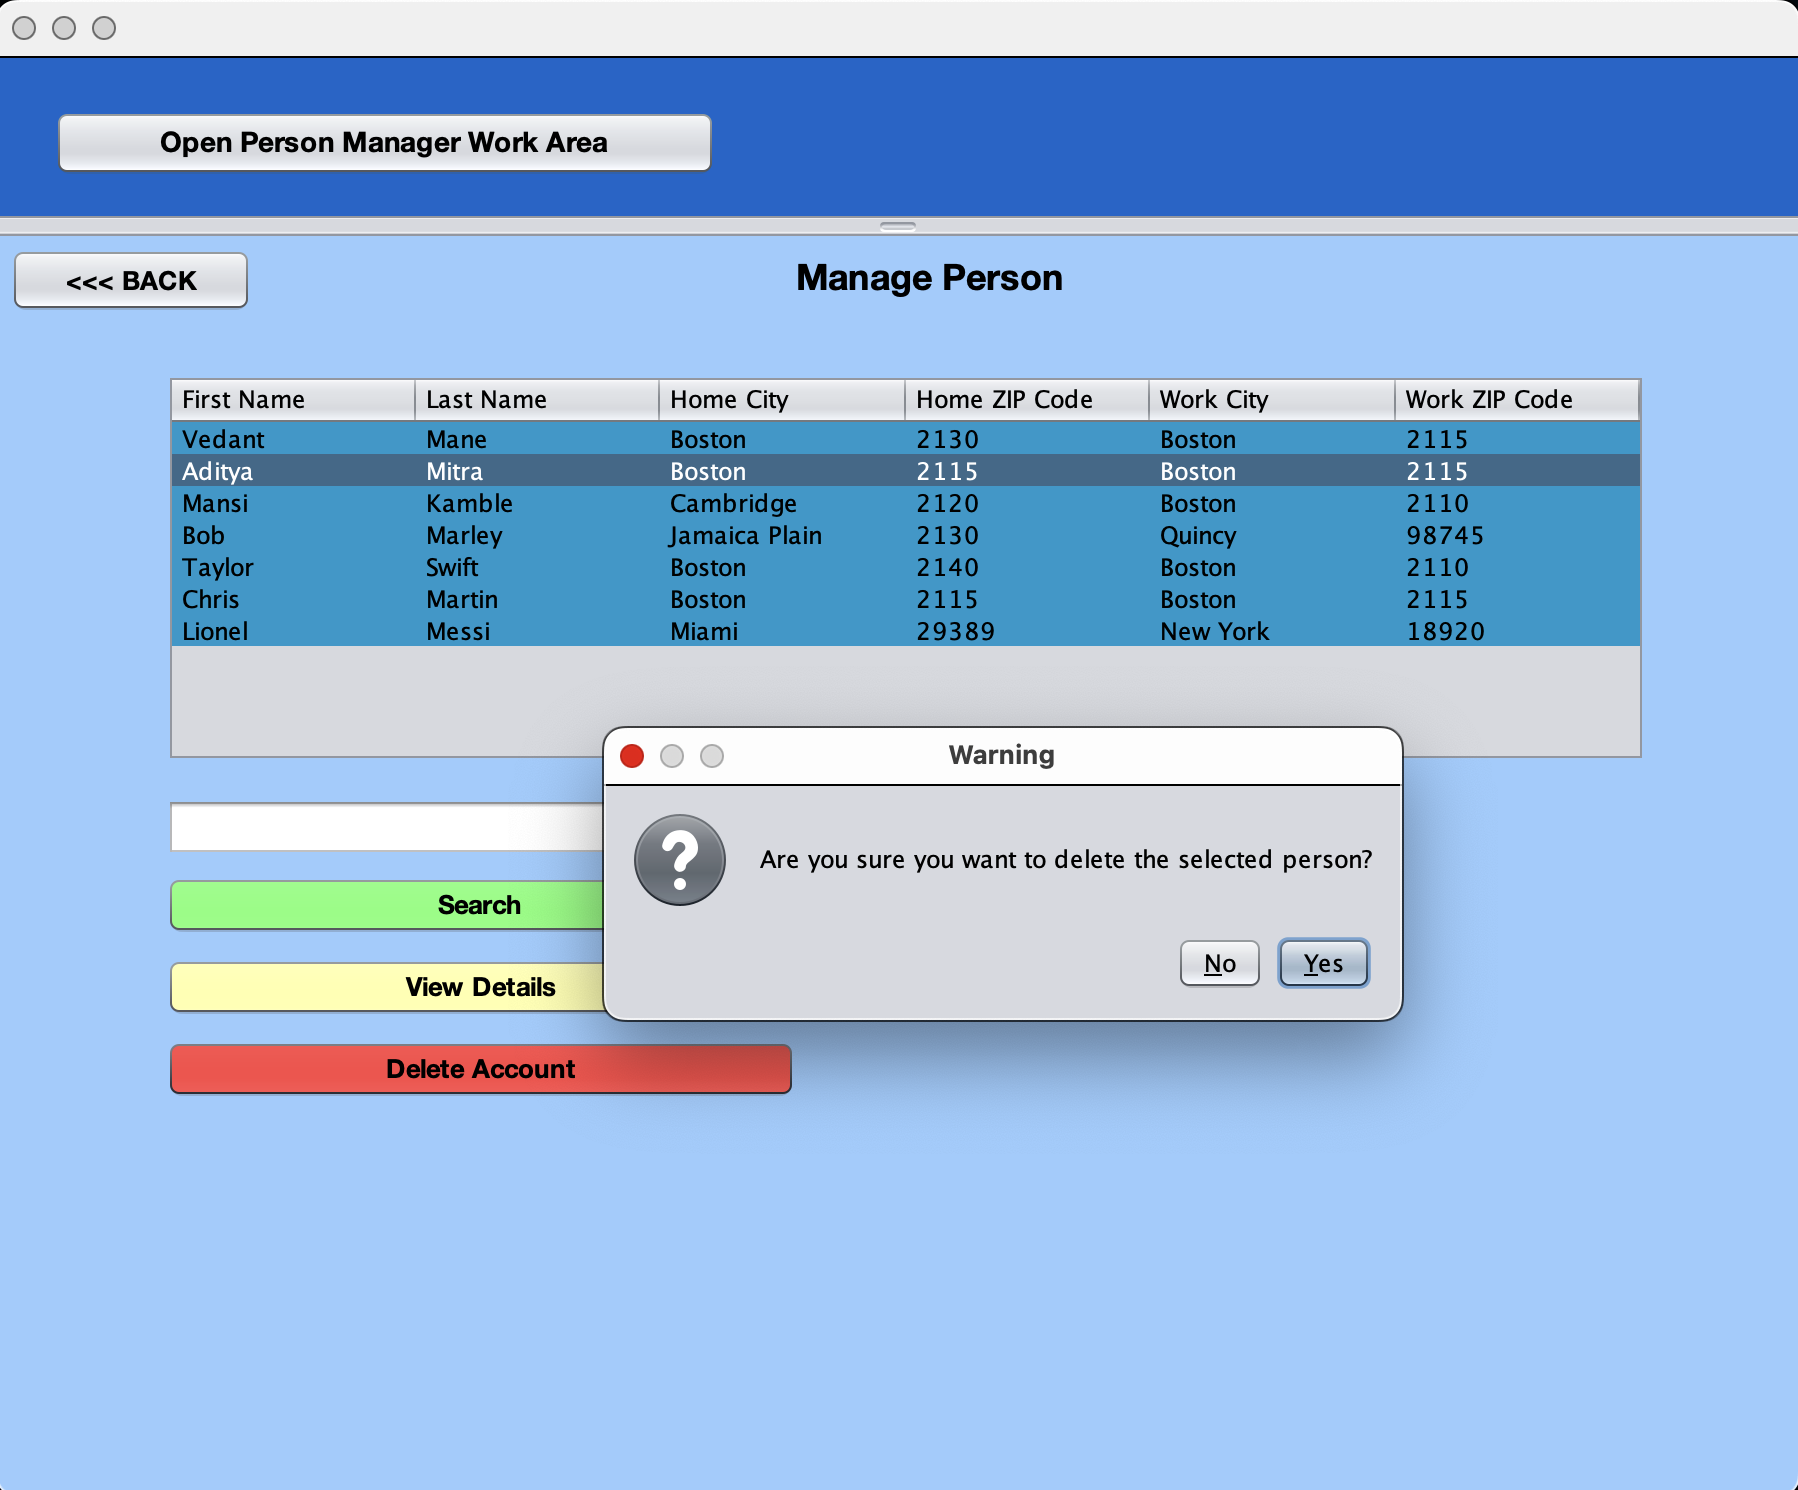 Open Person Manager Work Area
<<< BACK
Manage Person
First Name Last Name Home City Home ZIP Code Work City Work ZIP Code
Vedant Mane Boston 2130 Boston 2115
Aditya Mitra Boston 2115 Boston 2115
Mansi Kamble Cambridge 2120 Boston 2110
Bob Marley Jamaica Plain 2130 Quincy 98745
Taylor Swift Boston 2140 Boston 2110
Chris Martin Boston 2115 Boston 2115
Lionel Messi Miami 29389 New York 18920
Warning
Are you sure you want to delete the selected person?
No Yes
Search
View Details
Delete Account